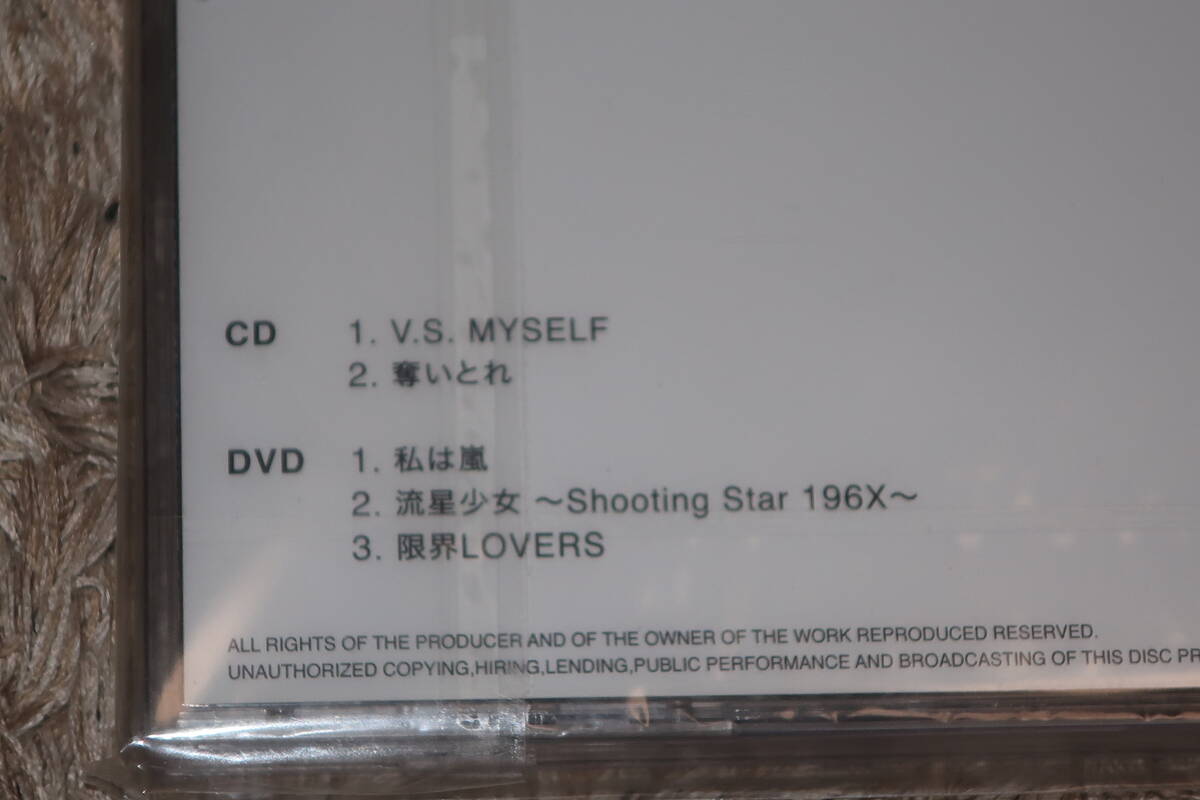 CD 1. V.S. MYSELF
2. 奪いとれ
DVD 1. 私は嵐
2. 流星少女 〜Shooting Star 196X〜
3. 限界LOVERS
ALL RIGHTS OF THE PRODUCER AND OF THE OWNER OF THE WORK REPRODUCED RESERVED.
UNAUTHORIZED COPYING,HIRING,LENDING,PUBLIC PERFORMANCE AND BROADCASTING OF THIS DISC PR